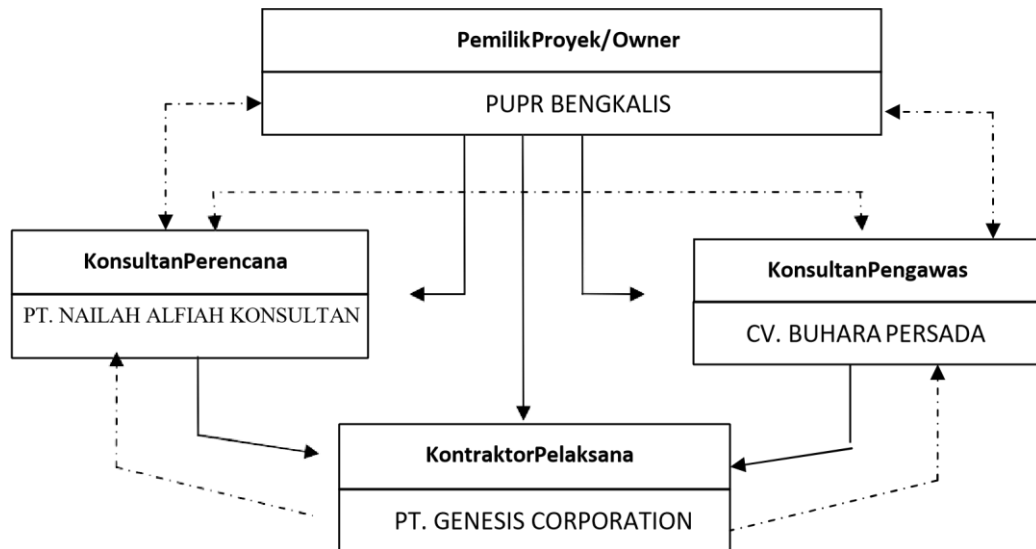 PemilikProyek/Owner
PUPR BENGKALIS
KonsultanPerencana
PT. NAILAH ALFIAH KONSULTAN
KonsultanPengawas
CV. BUHARA PERSADA
KontraktorPelaksana
PT. GENESIS CORPORATION